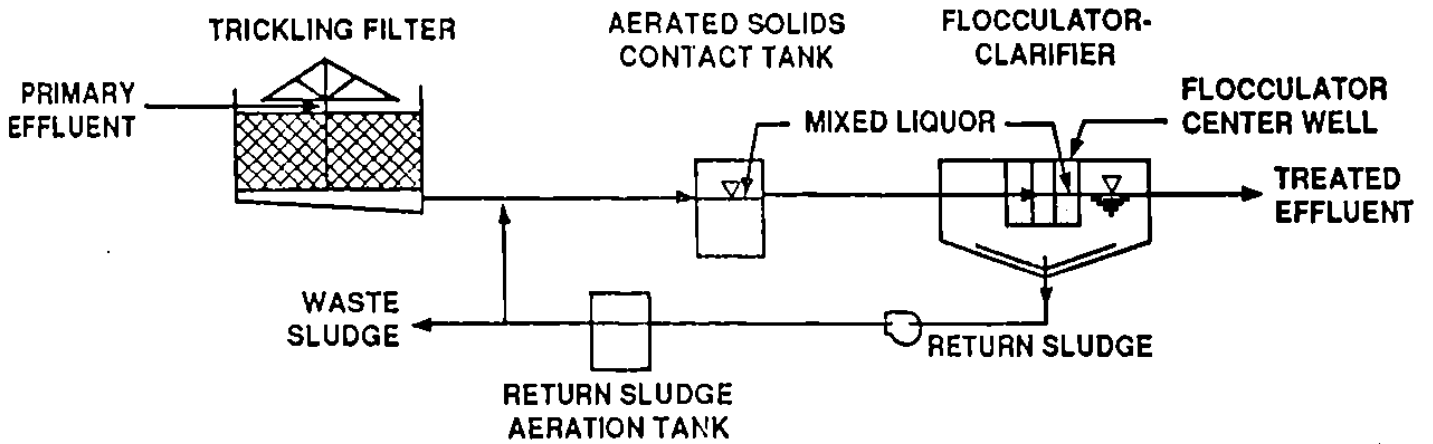 TRICKLING FILTER
AERATED SOLIDS
CONTACT TANK
FLOCCULATOR-
CLARIFIER
PRIMARY
EFFLUENT
MIXED LIQUOR
FLOCCULATOR
CENTER WELL
TREATED
EFFLUENT
WASTE
SLUDGE
RETURN SLUDGE
RETURN SLUDGE
AERATION TANK